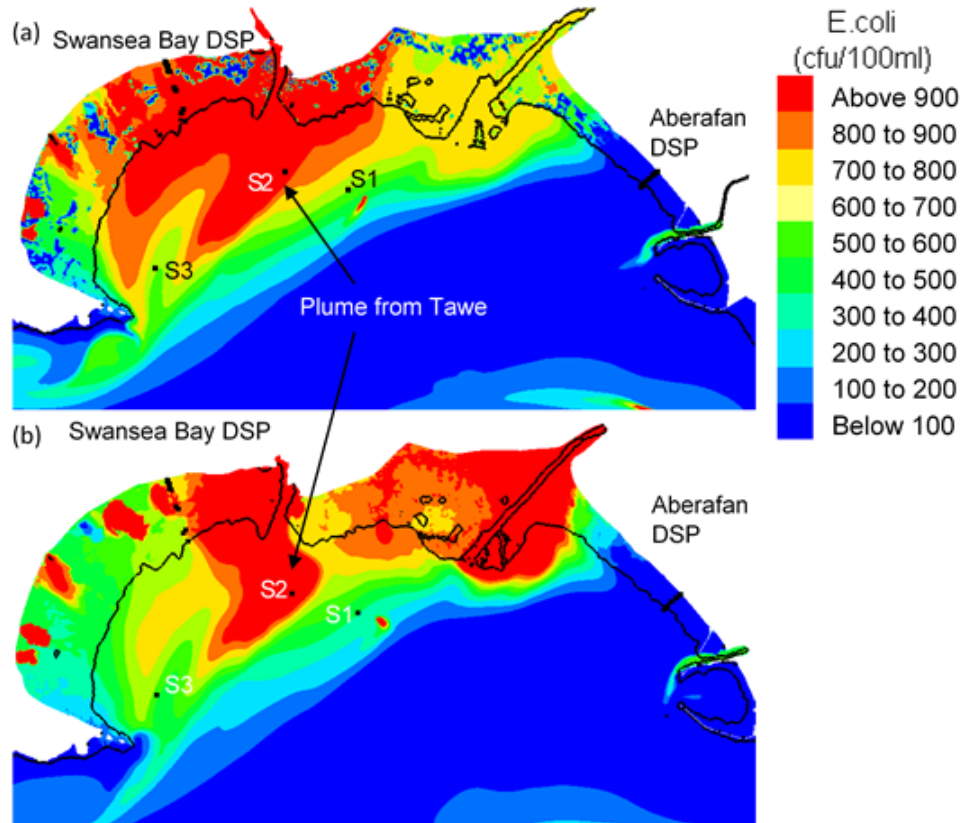 (a)
Swansea Bay DSP
Aberafan
DSP
S2
S1
S3
Plume from Tawe
E.coli
(cfu/100ml)
Above 900
800 to 900
700 to 800
600 to 700
500 to 600
400 to 500
300 to 400
200 to 300
100 to 200
Below 100
(b)
Swansea Bay DSP
Aberafan
DSP
S2
S1
S3